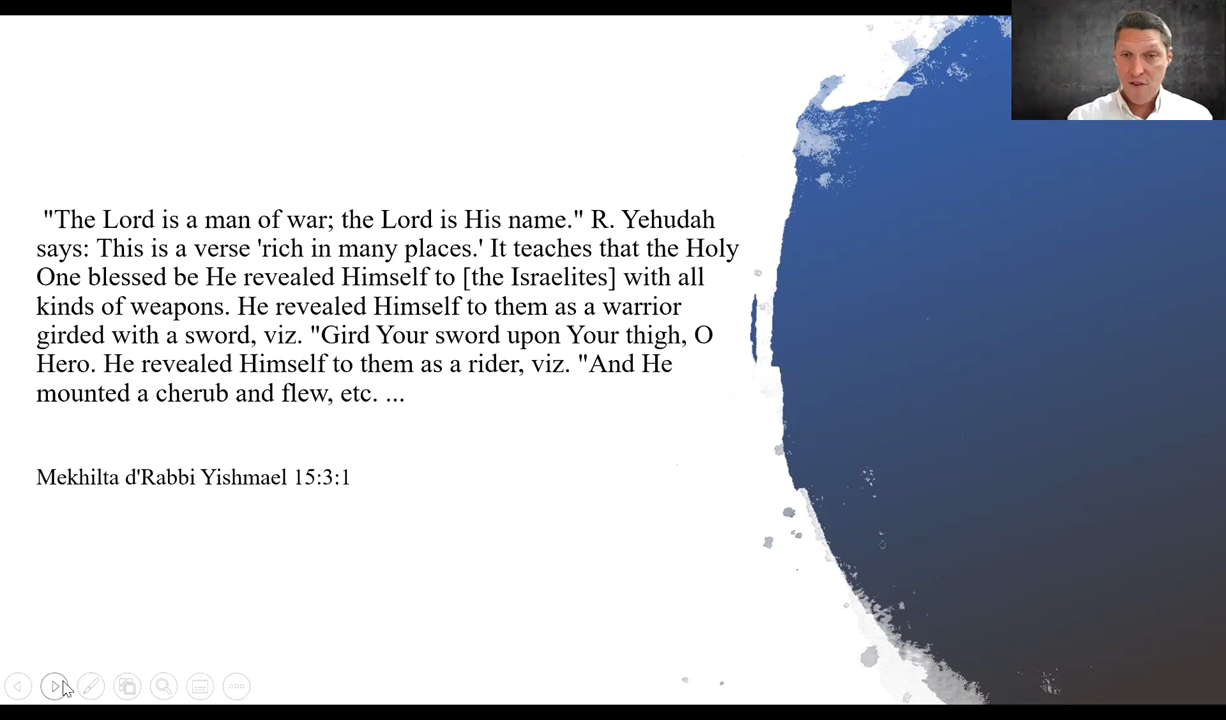 "The Lord is a man of war; the Lord is His name." R. Yehudah
says: This is a verse 'rich in many places.' It teaches that the Holy
One blessed be He revealed Himself to [the Israelites] with all
kinds of weapons. He revealed Himself to them as a warrior
girded with a sword, viz. "Gird Your sword upon Your thigh, O
Hero. He revealed Himself to them as a rider, viz. "And He
mounted a cherub and flew, etc. ...
Mekhilta d'Rabbi Yishmael 15:3:1